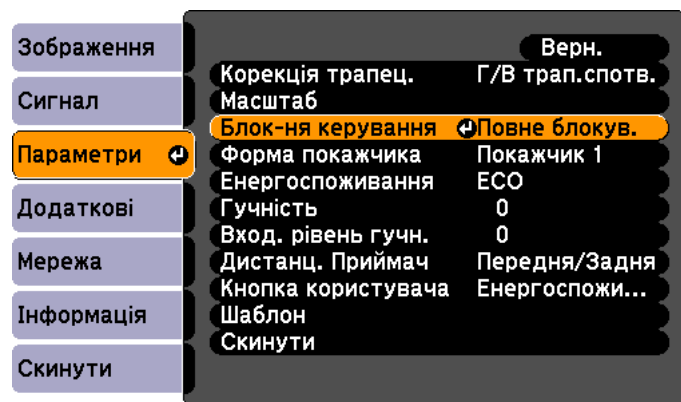 Зображення
Сигнал
Параметри
Додаткові
Мережа
Інформація
Скинути
Верн.
Корекція трапец. Г/В трап.спотв.
Масштаб
Блок-ня керування Повне блокув.
Форма покажчика Покажчик 1
Енергоспоживання ECO
Гучність 0
Вход. рівень гучн. 0
Дистанц. Приймач Передня/Задня
Кнопка користувача Енергоспожи...
Шаблон
Скинути